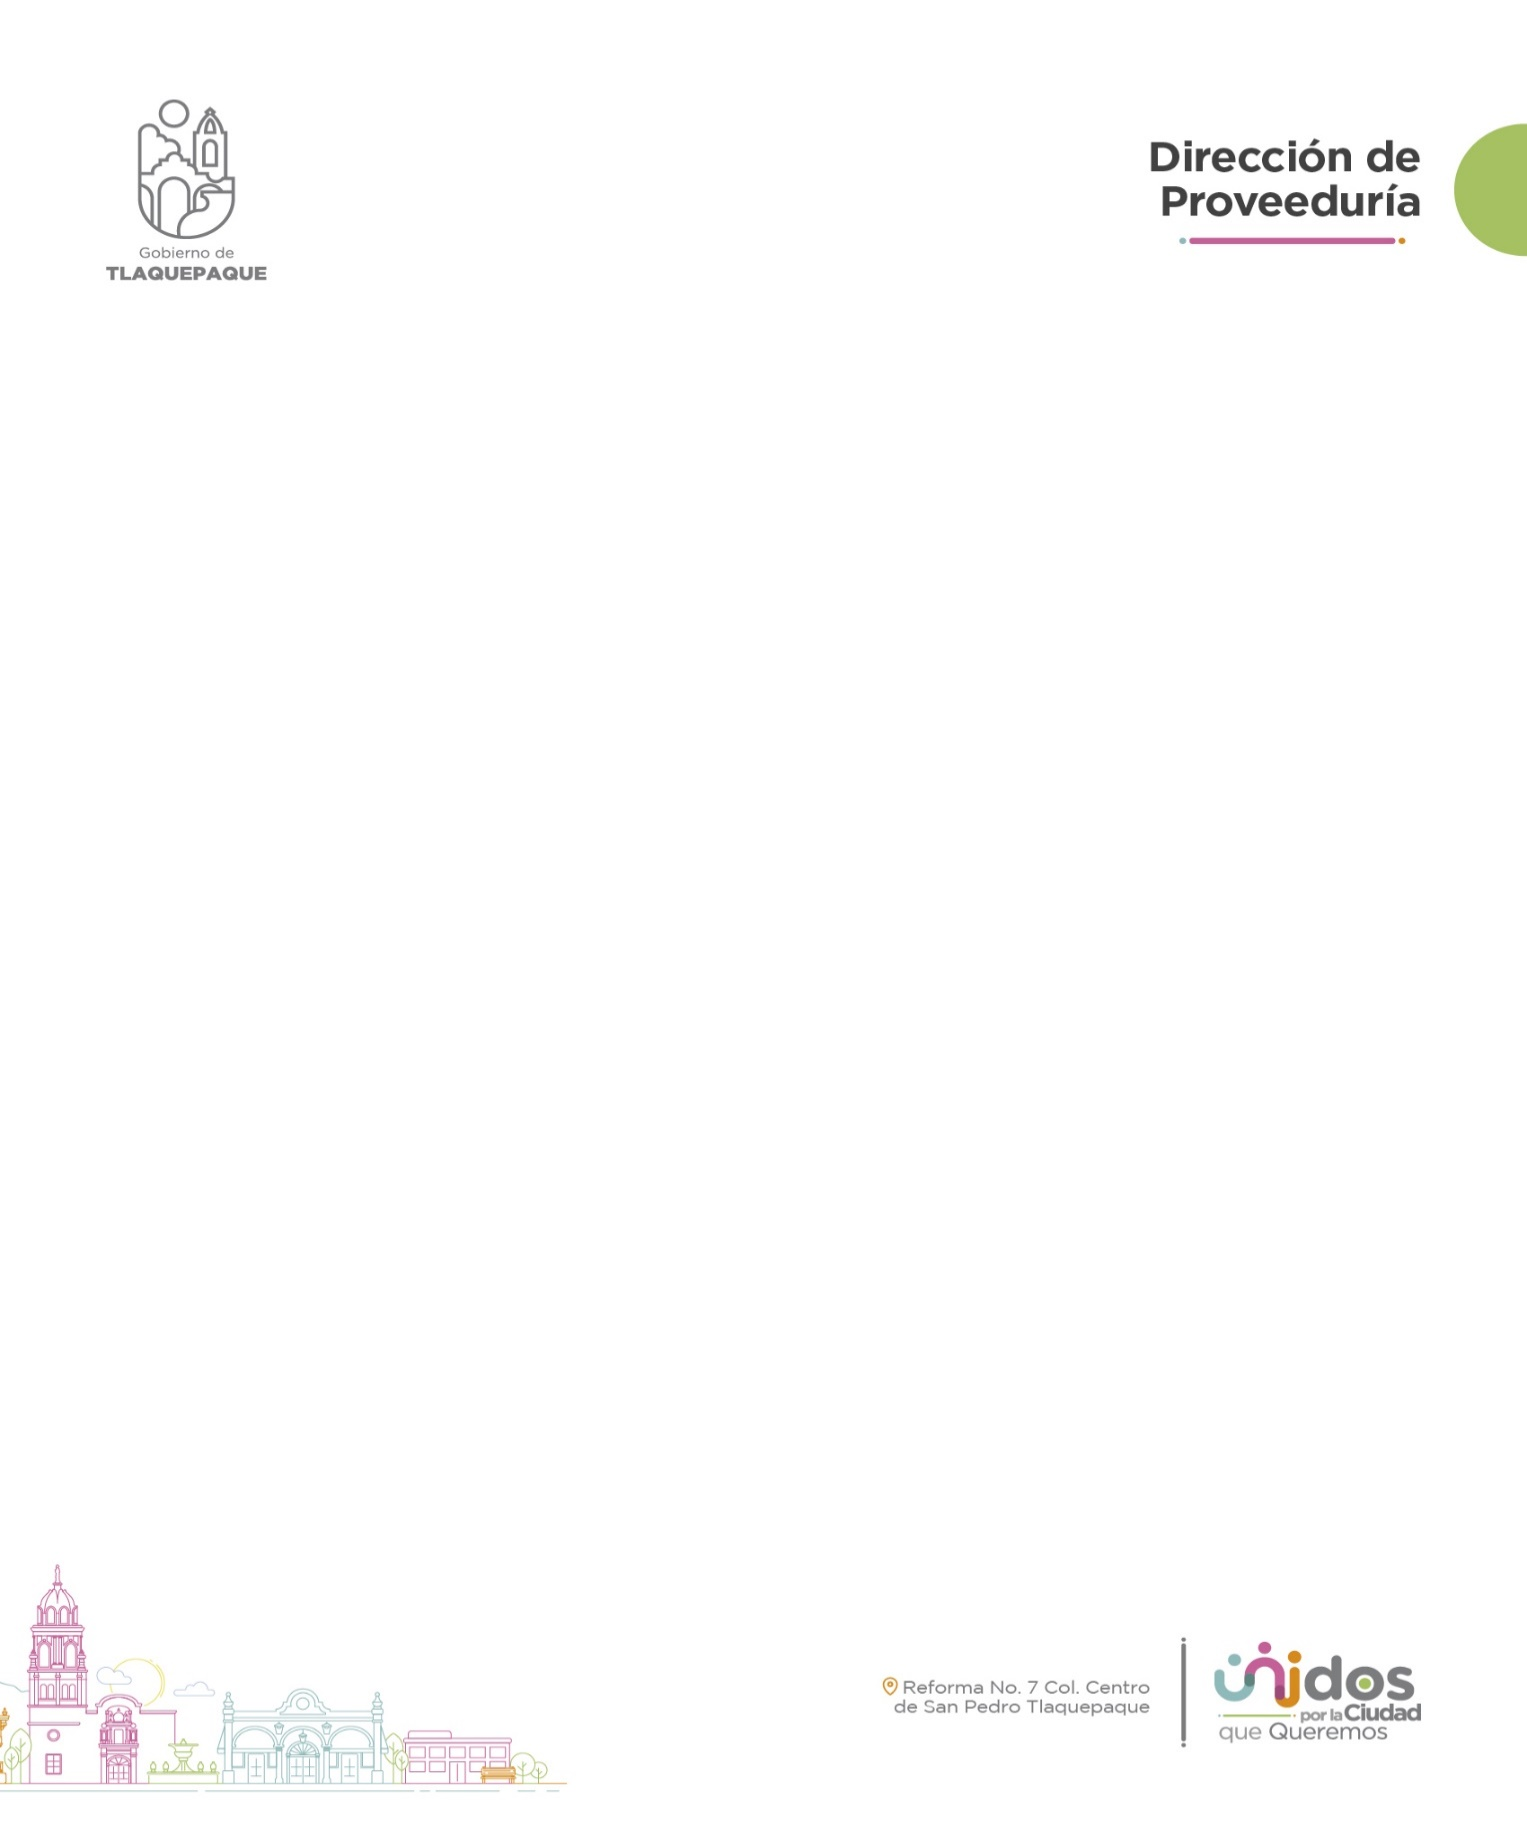 Gobierno de
TLAQUEPAQUE
Dirección de
Proveeduría
Reforma No. 7 Col. Centro
de San Pedro Tlaquepaque
Unidos
por la Ciudad
que Queremos